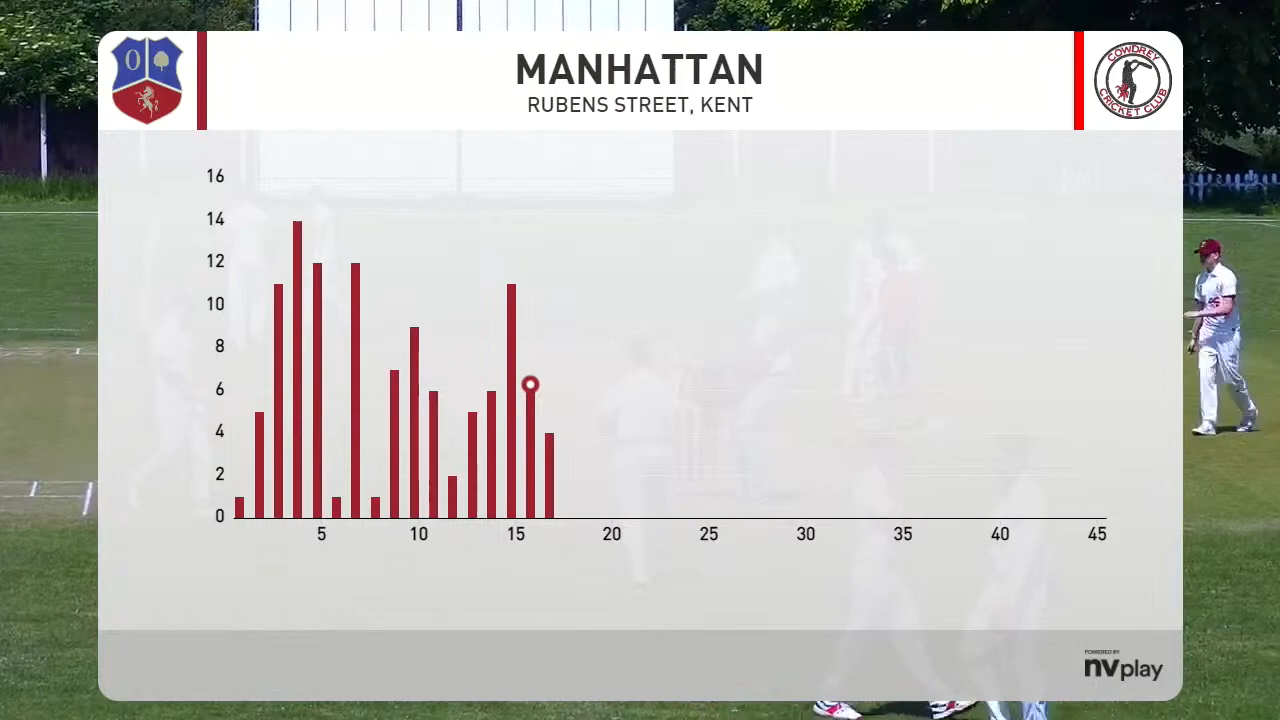 MANHATTAN
RUBENS STREET, KENT
O
COWDREY
CRICKET CLUB
16
14
12
10
8
6
4
2
0
5 10 15 20 25 30 35 40 45
POWERED BY
nvplay